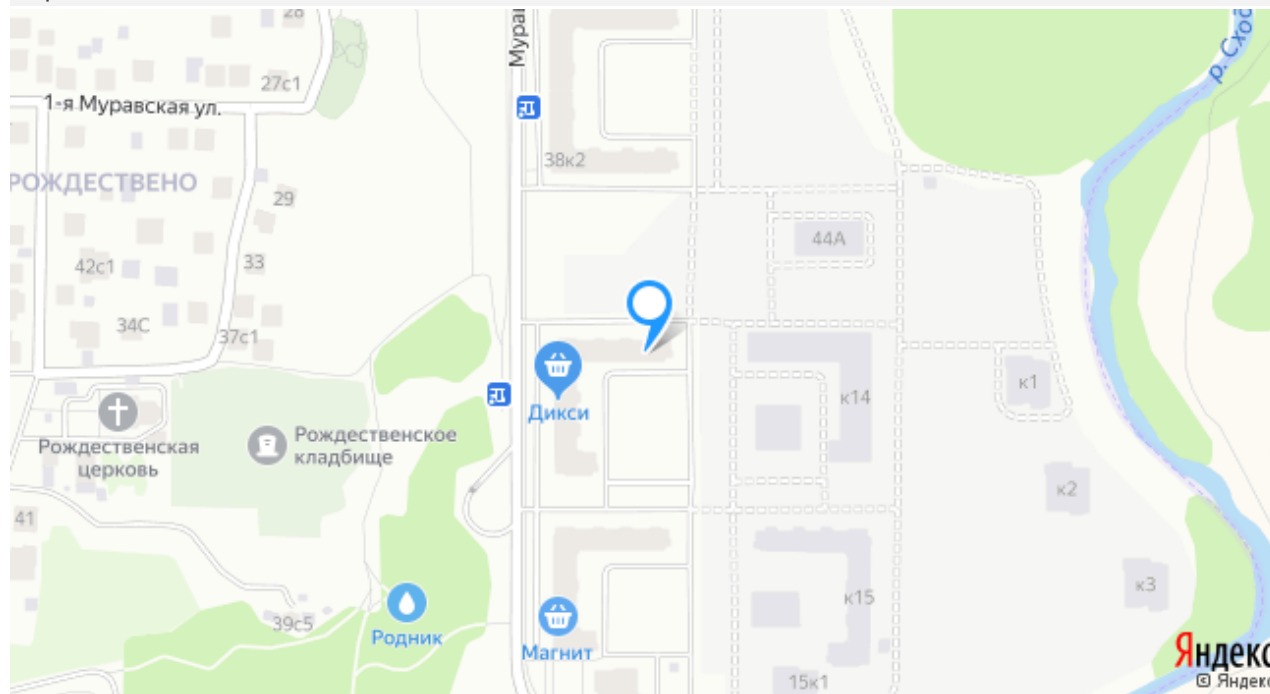 28
27с1
Мура
1-я Муравская ул.
р. Сход
38к2
РОЖДЕСТВЕНО
29
44А
42с1
33
34С
37с1
к1
Дикси
к14
Рождественская
церковь
Рождественское
кладбище
к2
41
к3
39с5
Родник
к15
Магнит
15к1
Яндекс
© Яндекс